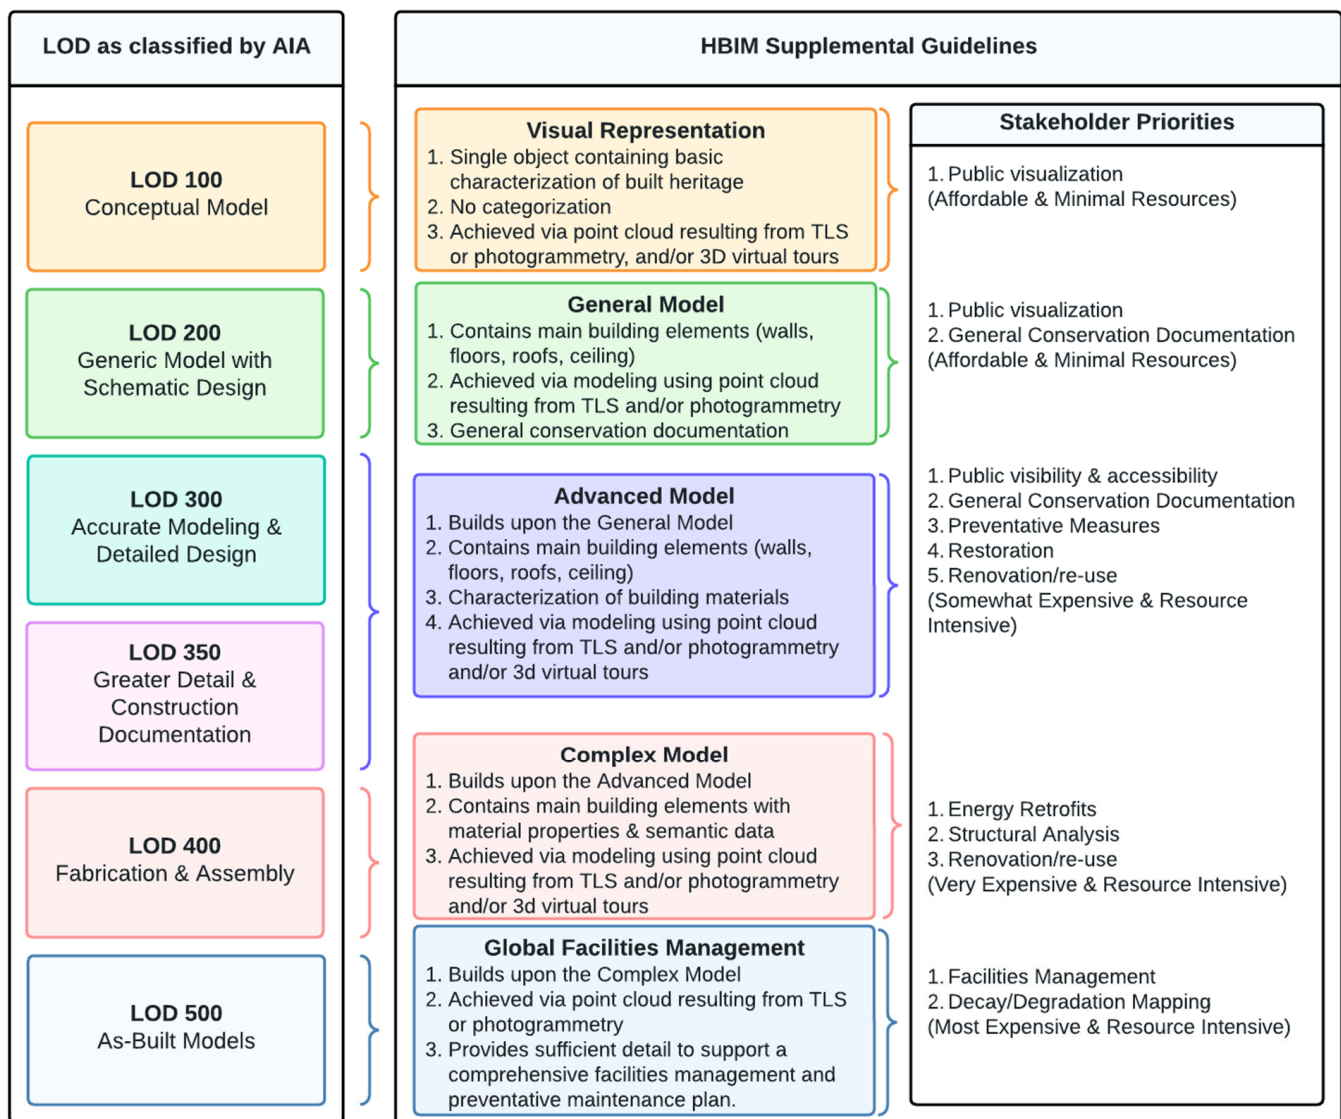 LOD as classified by AIA
HBIM Supplemental Guidelines
LOD 100
Conceptual Model
Visual Representation
1. Single object containing basic
characterization of built heritage
2. No categorization
3. Achieved via point cloud resulting from TLS
or photogrammetry, and/or 3D virtual tours
Stakeholder Priorities
1. Public visualization
(Affordable & Minimal Resources)
LOD 200
Generic Model with
Schematic Design
General Model
1. Contains main building elements (walls,
floors, roofs, ceiling)
2. Achieved via modeling using point cloud
resulting from TLS and/or photogrammetry
3. General conservation documentation
1. Public visualization
2. General Conservation Documentation
(Affordable & Minimal Resources)
LOD 300
Accurate Modeling &
Detailed Design
LOD 350
Greater Detail &
Construction
Documentation
Advanced Model
1. Builds upon the General Model
2. Contains main building elements (walls,
floors, roofs, ceiling)
3. Characterization of building materials
4. Achieved via modeling using point cloud
resulting from TLS and/or photogrammetry
and/or 3d virtual tours
1. Public visibility & accessibility
2. General Conservation Documentation
3. Preventative Measures
4. Restoration
5. Renovation/re-use
(Somewhat Expensive & Resource
Intensive)
LOD 400
Fabrication & Assembly
Complex Model
1. Builds upon the Advanced Model
2. Contains main building elements with
material properties & semantic data
3. Achieved via modeling using point cloud
resulting from TLS and/or photogrammetry
and/or 3d virtual tours
1. Energy Retrofits
2. Structural Analysis
3. Renovation/re-use
(Very Expensive & Resource Intensive)
LOD 500
As-Built Models
Global Facilities Management
1. Builds upon the Complex Model
2. Achieved via point cloud resulting from TLS
or photogrammetry
3. Provides sufficient detail to support a
comprehensive facilities management and
preventative maintenance plan.
1. Facilities Management
2. Decay/Degradation Mapping
(Most Expensive & Resource Intensive)